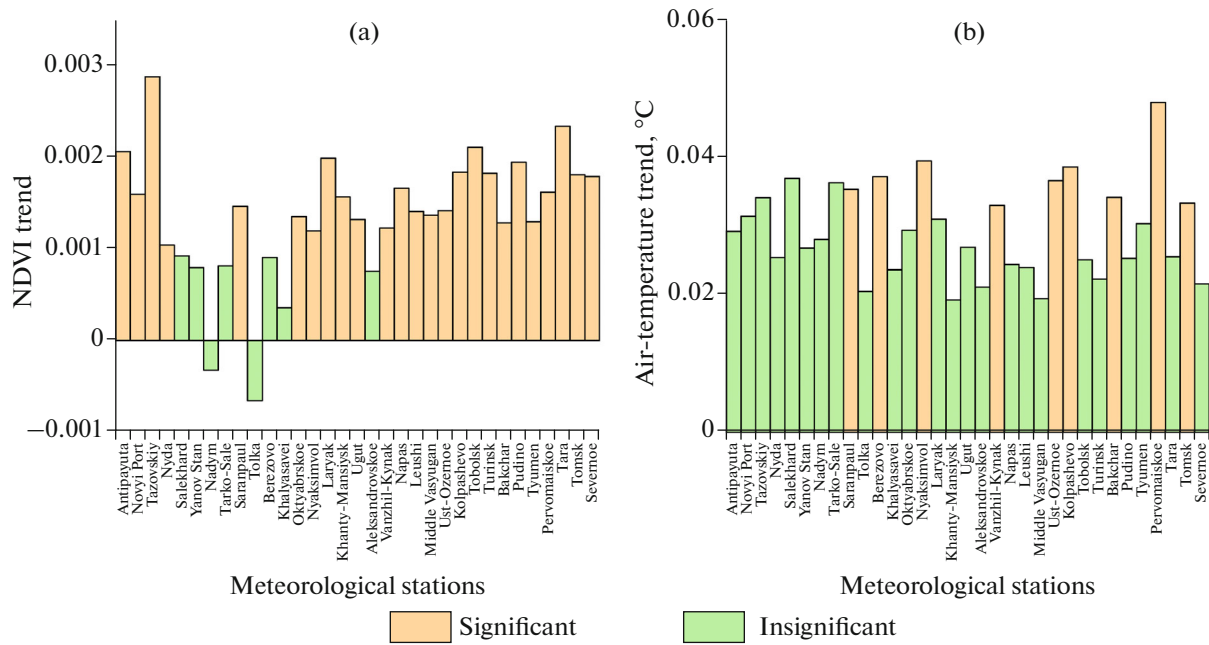 (a)
0.003
0.002
0.001
0
–0.001
NDVI trend
Antipayuta
Novyi Port
Tazovskiy
Nyda
Salekhard
Yanov Stan
Nadym
Tarko-Sale
Saranpaul
Tolka
Berezovo
Khalyasavei
Oktyabrskoe
Nyaksimvol
Laryak
Khanty-Mansiysk
Ugut
Aleksandrovskoe
Vanzhil-Kynak
Napas
Leushi
Middle Vasyugan
Ust-Ozernoe
Kolpashevo
Tobolsk
Turinsk
Bakchar
Pudino
Tyumen
Pervomaiskoe
Tara
Tomsk
Severnoe
Meteorological stations
(b)
0.06
0.04
0.02
0
Air-temperature trend, °C
Antipayuta
Novyi Port
Tazovskiy
Nyda
Salekhard
Yanov Stan
Nadym
Tarko-Sale
Saranpaul
Tolka
Berezovo
Khalyasavei
Oktyabrskoe
Nyaksimvol
Laryak
Khanty-Mansiysk
Ugut
Aleksandrovskoe
Vanzhil-Kynak
Napas
Leushi
Middle Vasyugan
Ust-Ozernoe
Kolpashevo
Tobolsk
Turinsk
Bakchar
Pudino
Tyumen
Pervomaiskoe
Tara
Tomsk
Severnoe
Meteorological stations
Significant
Insignificant